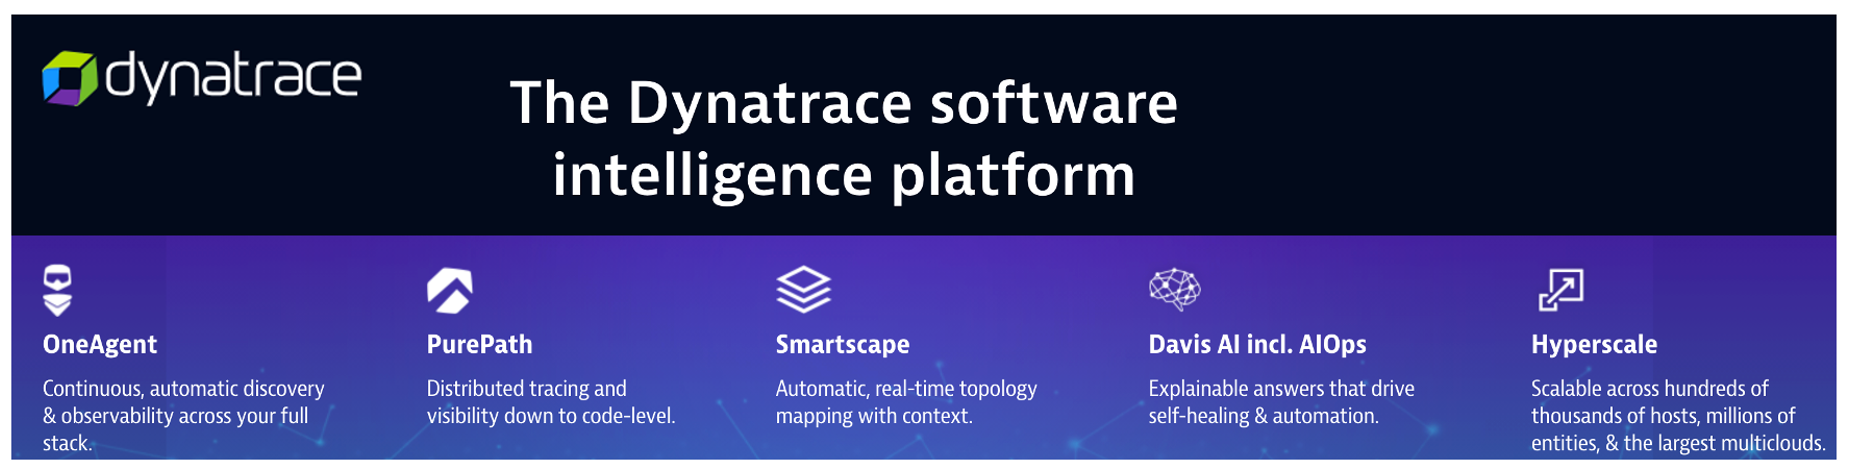 dynatrace
The Dynatrace software
intelligence platform
OneAgent
Continuous, automatic discovery
& observability across your full
stack.
PurePath
Distributed tracing and
visibility down to code-level.
Smartscape
Automatic, real-time topology
mapping with context.
Davis AI incl. AIOps
Explainable answers that drive
self-healing & automation.
Hyperscale
Scalable across hundreds of
thousands of hosts, millions of
entities, & the largest multiclouds.